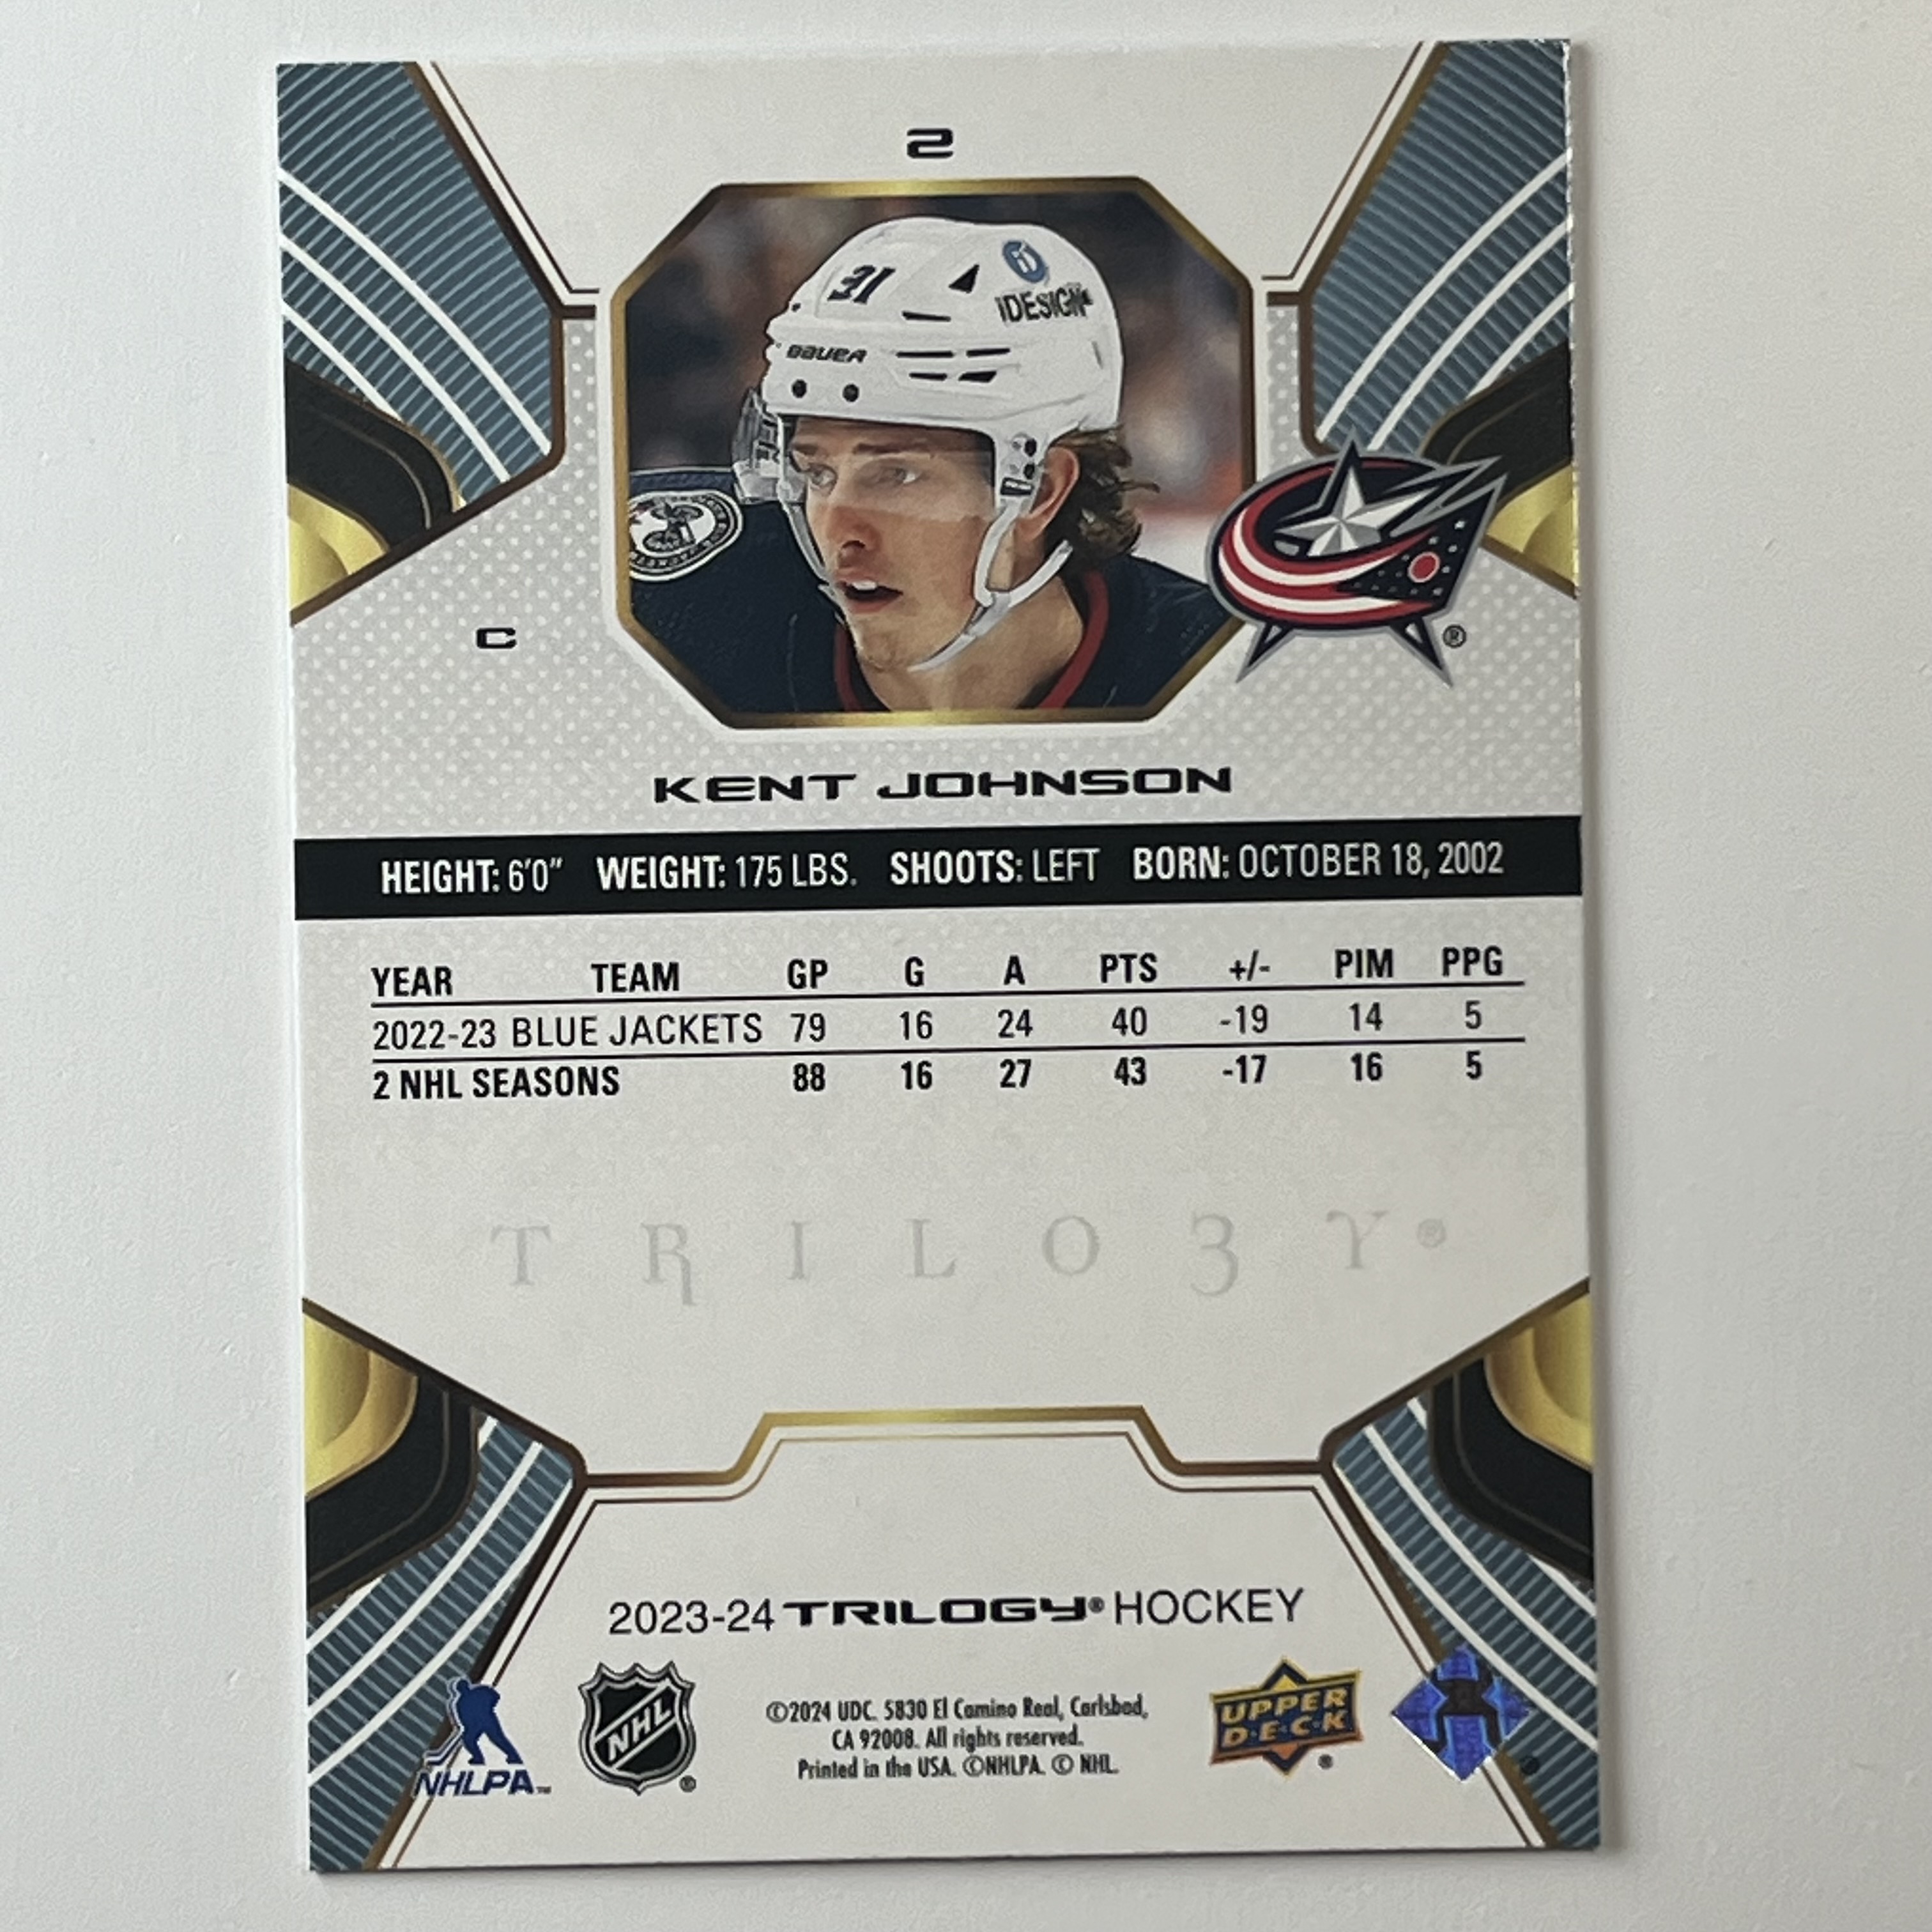 2
31
iDESIGN
BAUER
C
®
KENT JOHNSON
HEIGHT: 6'0" WEIGHT: 175 LBS. SHOOTS: LEFT BORN: OCTOBER 18, 2002
YEAR TEAM GP G A PTS +/- PIM PPG
2022-23 BLUE JACKETS 79 16 24 40 -19 14 5
2 NHL SEASONS 88 16 27 43 -17 16 5
TRILO3Y®
2023-24 TRILOGY® HOCKEY
NHLPA™
NHL®
©2024 UDC. 5830 El Camino Real, Carlsbad,
CA 92008. All rights reserved.
Printed in the USA. ©NHLPA. © NHL.
UPPER
D·E·C·K®